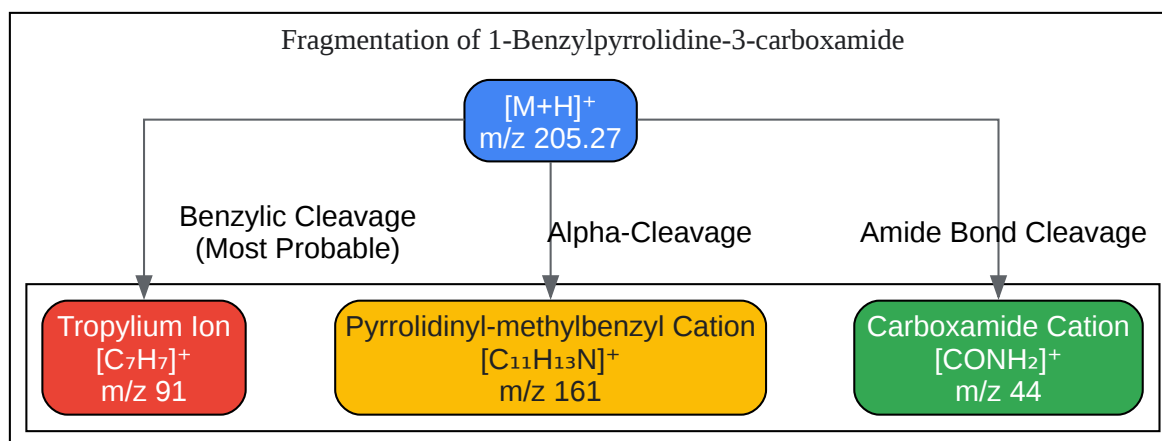 Fragmentation of 1-Benzylpyrrolidine-3-carboxamide
[M+H]⁺
m/z 205.27
Benzylic Cleavage
(Most Probable)
Alpha-Cleavage
Amide Bond Cleavage
Tropylium Ion
[C₇H₇]⁺
m/z 91
Pyrrolidinyl-methylbenzyl Cation
[C₁₁H₁₃N]⁺
m/z 161
Carboxamide Cation
[CONH₂]⁺
m/z 44